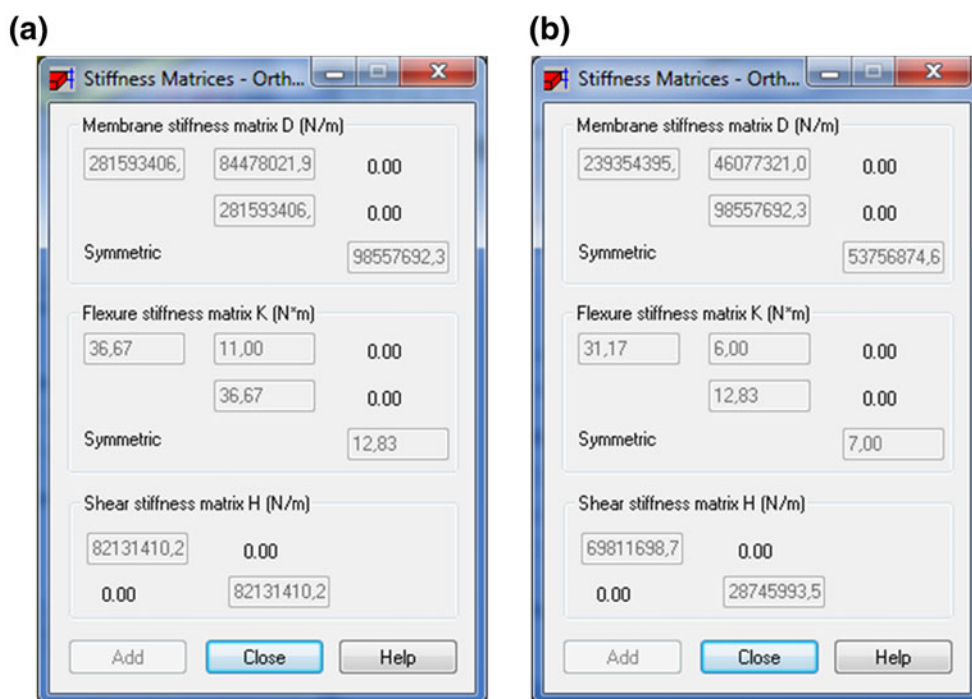 (a)
Stiffness Matrices - Orth...
Membrane stiffness matrix D (N/m)
281593406, 84478021,9 0.00
281593406, 0.00
Symmetric 98557692,3
Flexure stiffness matrix K (N*m)
36,67 11,00 0.00
36,67 0.00
Symmetric 12,83
Shear stiffness matrix H (N/m)
82131410,2 0.00
0.00 82131410,2
Add Close Help
(b)
Stiffness Matrices - Orth...
Membrane stiffness matrix D (N/m)
239354395, 46077321,0 0.00
98557692,3 0.00
Symmetric 53756874,6
Flexure stiffness matrix K (N*m)
31,17 6,00 0.00
12,83 0.00
Symmetric 7,00
Shear stiffness matrix H (N/m)
69811698,7 0.00
0.00 28745993,5
Add Close Help